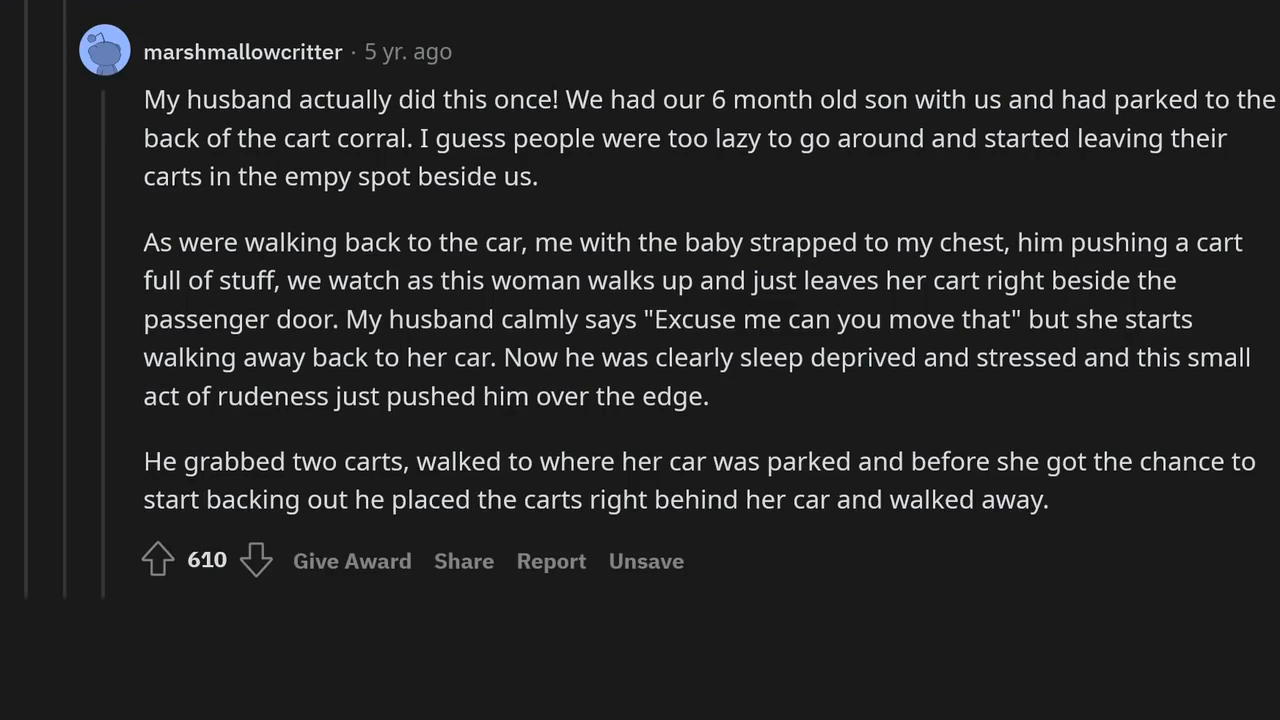 marshmallowcritter · 5 yr. ago
My husband actually did this once! We had our 6 month old son with us and had parked to the
back of the cart corral. I guess people were too lazy to go around and started leaving their
carts in the empy spot beside us.
As were walking back to the car, me with the baby strapped to my chest, him pushing a cart
full of stuff, we watch as this woman walks up and just leaves her cart right beside the
passenger door. My husband calmly says "Excuse me can you move that" but she starts
walking away back to her car. Now he was clearly sleep deprived and stressed and this small
act of rudeness just pushed him over the edge.
He grabbed two carts, walked to where her car was parked and before she got the chance to
start backing out he placed the carts right behind her car and walked away.
610 Give Award Share Report Unsave